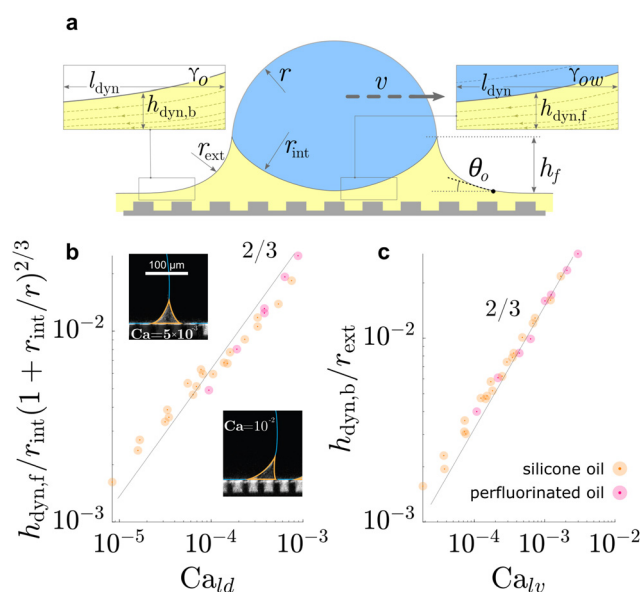 a
l_dyn
γ_o
h_dyn,b
r
v
l_dyn
γ_ow
h_dyn,f
r_ext
r_int
θ_o
h_f
b
100 µm
Ca=5×10
2/3
Ca=10^-2
h_dyn,f/r_int(1 + r_int/r)^2/3
10^-2
10^-3
10^-5
10^-4
10^-3
Ca_ld
c
2/3
h_dyn,b/r_ext
10^-2
10^-3
silicone oil
perfluorinated oil
10^-4
10^-3
10^-2
Ca_lv